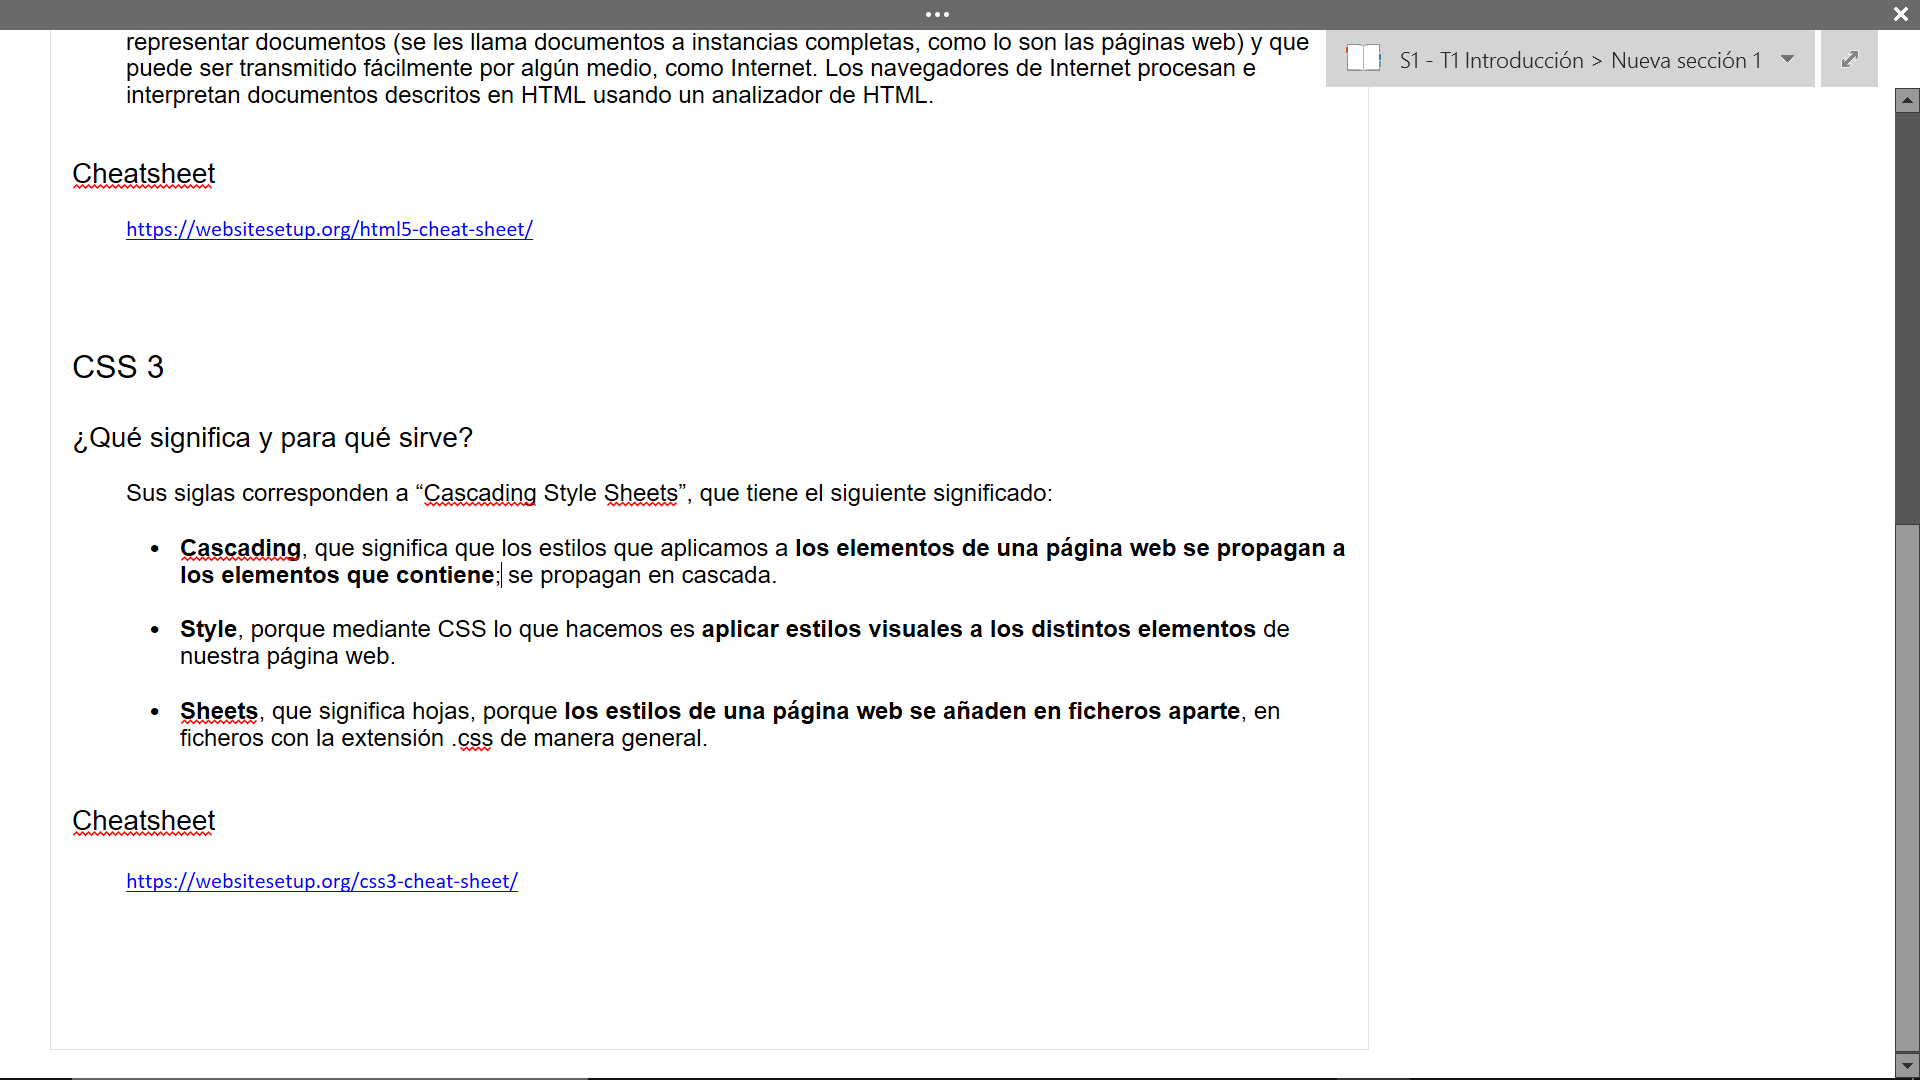 representar documentos (se les llama documentos a instancias completas, como lo son las páginas web) y que
puede ser transmitido fácilmente por algún medio, como Internet. Los navegadores de Internet procesan e
interpretan documentos descritos en HTML usando un analizador de HTML.
S1 - T1 Introducción > Nueva sección 1
Cheatsheet
https://websitesetup.org/html5-cheat-sheet/
CSS 3
¿Qué significa y para qué sirve?
Sus siglas corresponden a “Cascading Style Sheets”, que tiene el siguiente significado:
• Cascading, que significa que los estilos que aplicamos a los elementos de una página web se propagan a
los elementos que contiene; se propagan en cascada.
• Style, porque mediante CSS lo que hacemos es aplicar estilos visuales a los distintos elementos de
nuestra página web.
• Sheets, que significa hojas, porque los estilos de una página web se añaden en ficheros aparte, en
ficheros con la extensión .css de manera general.
Cheatsheet
https://websitesetup.org/css3-cheat-sheet/